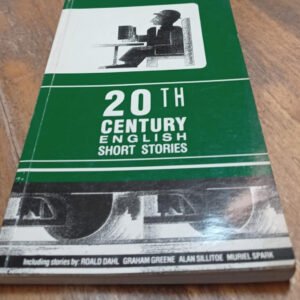 20TH
CENTURY
ENGLISH
SHORT STORIES
Including stories by: ROALD DAHL GRAHAM GREENE ALAN SILLITOE MURIEL SPARK